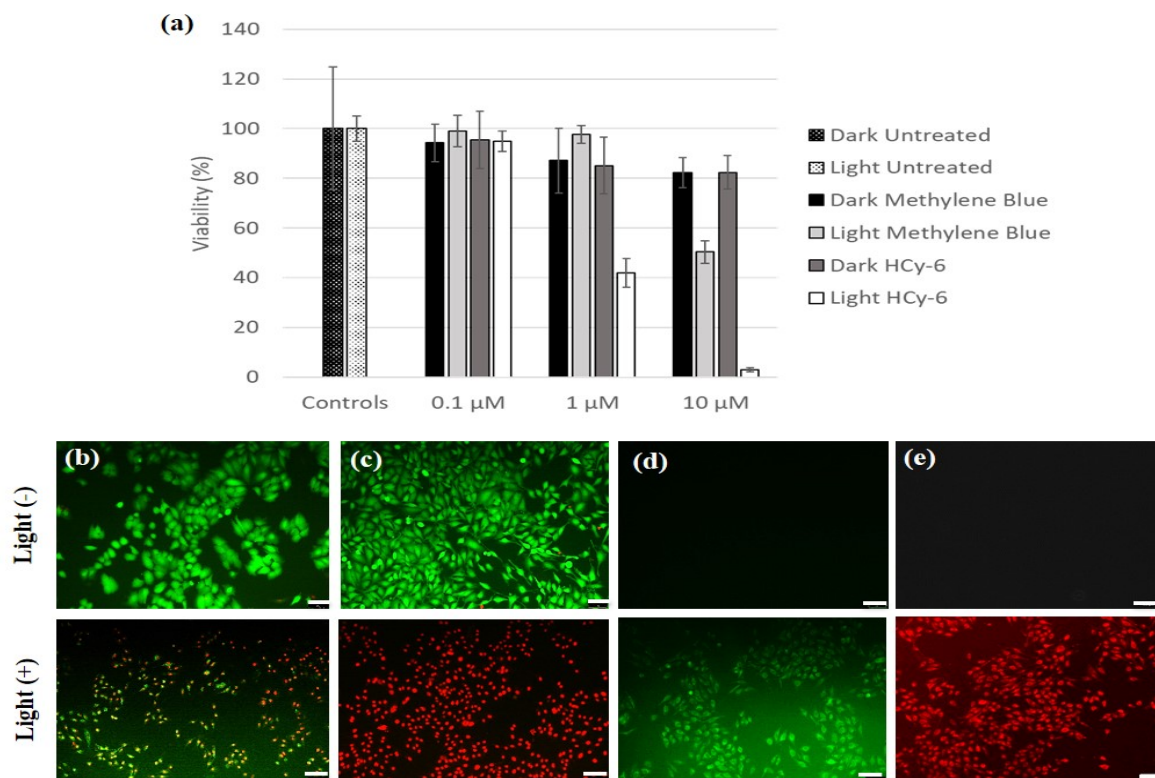 (a)
140
120
100
80
60
40
20
0
Viability (%)
Controls 0.1 μM 1 μM 10 μM
Dark Untreated
Light Untreated
Dark Methylene Blue
Light Methylene Blue
Dark HCy-6
Light HCy-6
(b) (c) (d) (e)
Light (-)
Light (+)